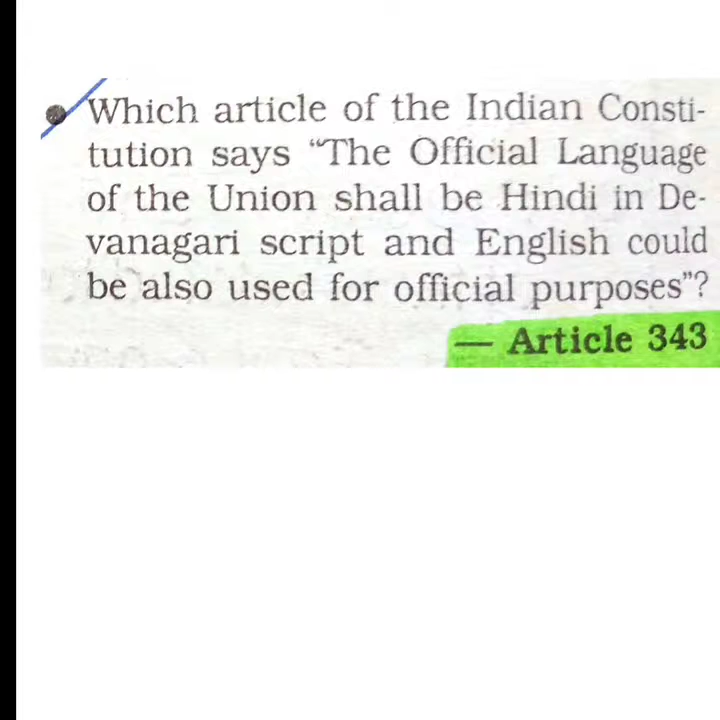 Which article of the Indian Consti-
tution says “The Official Language
of the Union shall be Hindi in De-
vanagari script and English could
be also used for official purposes”?
— Article 343